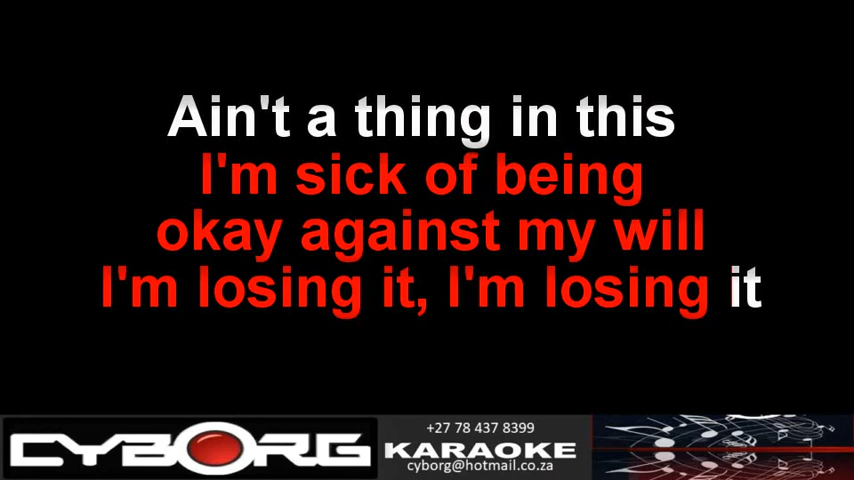 Ain't a thing in this
I'm sick of being
okay against my will
I'm losing it, I'm losing it
CYBORG
+27 78 437 8399
KARAOKE
cyborg@hotmail.co.za